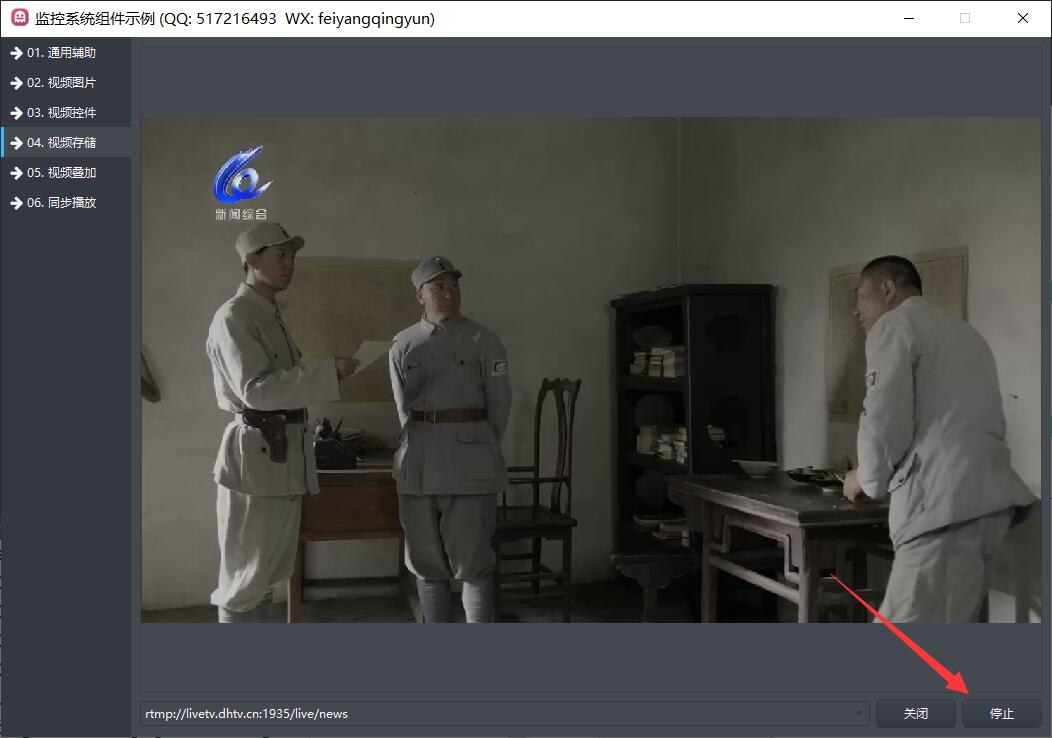 监控系统组件示例 (QQ: 517216493 WX: feiyangqingyun)
01. 通用辅助
02. 视频图片
03. 视频控件
04. 视频存储
05. 视频叠加
06. 同步播放
新闻综合
rtmp://livetv.dhtv.cn:1935/live/news
关闭
停止